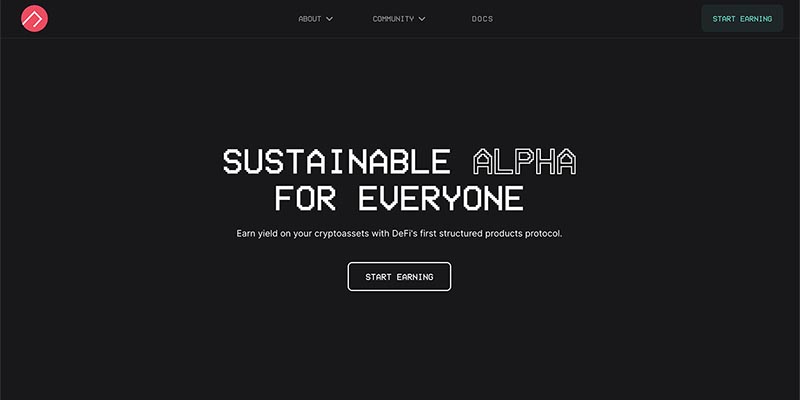 ABOUT
COMMUNITY
DOCS
START EARNING
SUSTAINABLE ALPHA
FOR EVERYONE
Earn yield on your cryptoassets with DeFi's first structured products protocol.
START EARNING